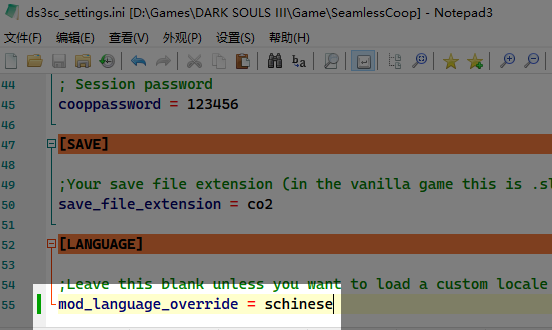 ds3sc_settings.ini [D:\Games\DARK SOULS III\Game\SeamlessCoop] - Notepad3
文件(F) 编辑(E) 查看(V) 外观(P) 设置(S) 帮助(H)
44 ; Session password
45 cooppassword = 123456
46
47 [SAVE]
48
49 ;Your save file extension (in the vanilla game this is .sl
50 save_file_extension = co2
51
52 [LANGUAGE]
53
54 ;Leave this blank unless you want to load a custom locale
55 mod_language_override = schinese